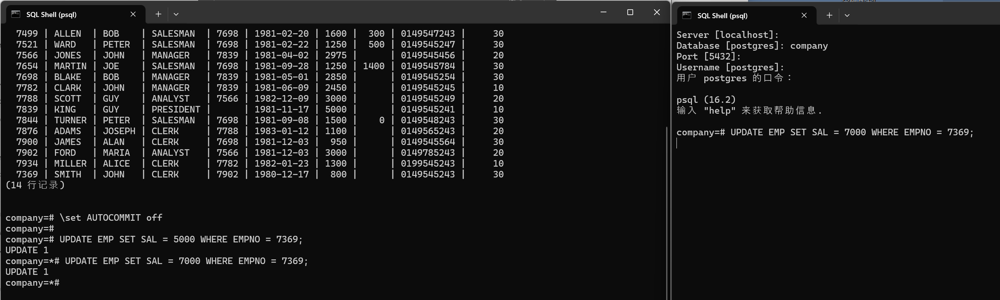 SQL Shell (psql)
7499 | ALLEN | BOB | SALESMAN | 7698 | 1981-02-20 | 1600 | 300 | 0149547243 | 30
7521 | WARD | PETER | SALESMAN | 7698 | 1981-02-22 | 1250 | 500 | 0149545247 | 30
7566 | JONES | JOHN | MANAGER | 7839 | 1981-04-02 | 2975 | | 0149545456 | 20
7654 | MARTIN | JOE | SALESMAN | 7698 | 1981-09-28 | 1250 | 1400 | 0149545784 | 30
7698 | BLAKE | BOB | MANAGER | 7839 | 1981-05-01 | 2850 | | 0149545254 | 30
7782 | CLARK | JOHN | MANAGER | 7839 | 1981-06-09 | 2450 | | 0149545245 | 10
7788 | SCOTT | GUY | ANALYST | 7566 | 1982-12-09 | 3000 | | 0149545249 | 20
7839 | KING | GUY | PRESIDENT | | 1981-11-17 | 5000 | | 0149545241 | 10
7844 | TURNER | PETER | SALESMAN | 7698 | 1981-09-08 | 1500 | 0 | 0149548243 | 30
7876 | ADAMS | JOSEPH | CLERK | 7788 | 1983-01-12 | 1100 | | 0149565243 | 20
7900 | JAMES | ALAN | CLERK | 7698 | 1981-12-03 | 950 | | 0149545564 | 30
7902 | FORD | MARIA | ANALYST | 7566 | 1981-12-03 | 3000 | | 0149785243 | 20
7934 | MILLER | ALICE | CLERK | 7782 | 1982-01-23 | 1300 | | 0199545243 | 10
7369 | SMITH | JOHN | CLERK | 7902 | 1980-12-17 | 800 | | 0149545243 | 30
(14 行记录)
company=# \set AUTOCOMMIT off
company=#
company=# UPDATE EMP SET SAL = 5000 WHERE EMPNO = 7369;
UPDATE 1
company=*# UPDATE EMP SET SAL = 7000 WHERE EMPNO = 7369;
UPDATE 1
company=*#
SQL Shell (psql)
Server [localhost]:
Database [postgres]: company
Port [5432]:
Username [postgres]:
用户 postgres 的口令：
psql (16.2)
输入 "help" 来获取帮助信息.
company=# UPDATE EMP SET SAL = 7000 WHERE EMPNO = 7369;